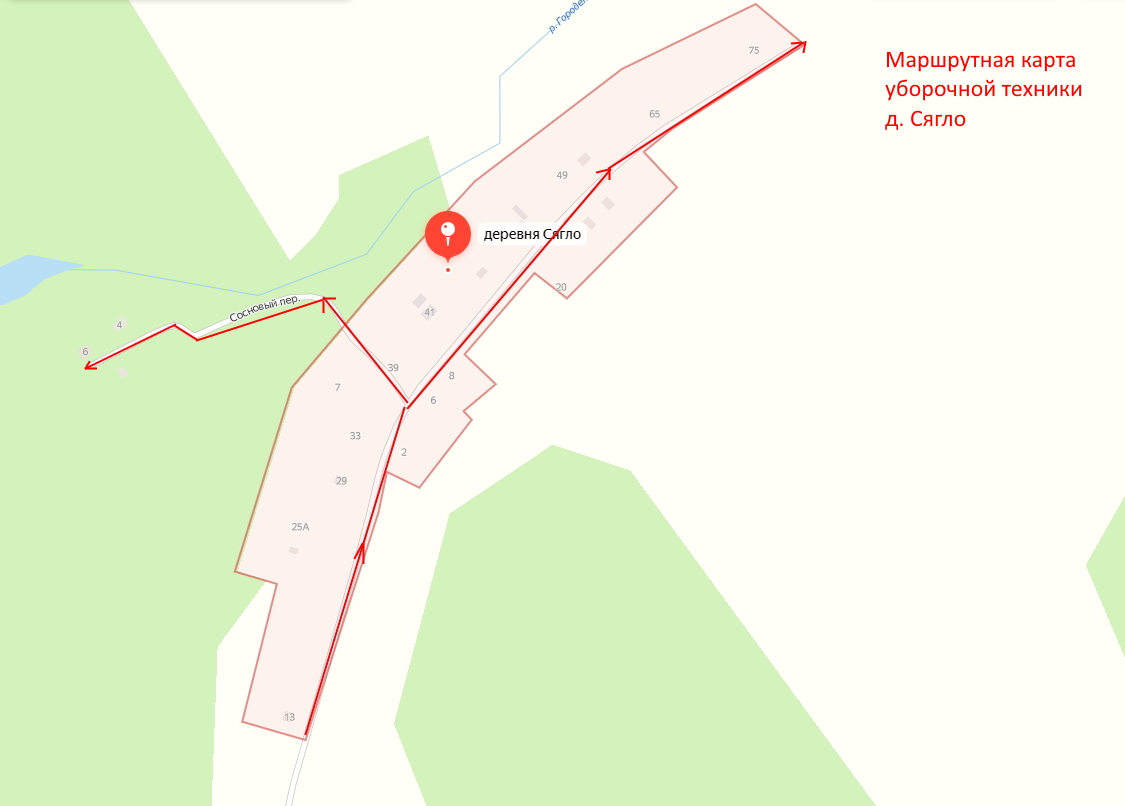 р. Городен
75
Маршрутная карта
уборочной техники
д. Сягло
65
49
деревня Сягло
20
Сосновый пер.
41
4
6
39
8
7
6
33
2
29
25А
13